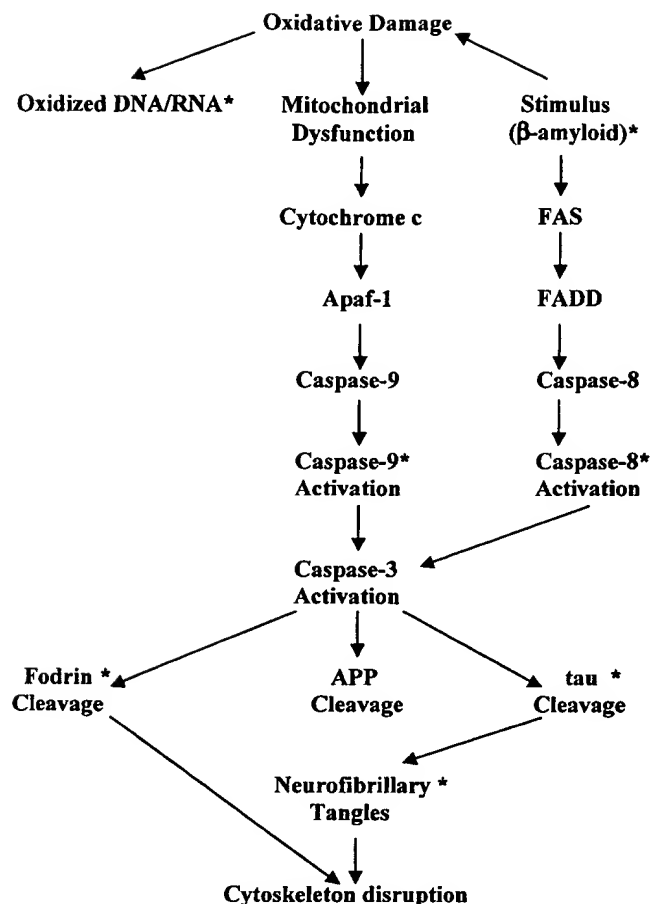 Oxidative Damage
Oxidized DNA/RNA*
Mitochondrial
Dysfunction
Stimulus
(β-amyloid)*
Cytochrome c
FAS
Apaf-1
FADD
Caspase-9
Caspase-8
Caspase-9*
Activation
Caspase-8*
Activation
Caspase-3
Activation
Fodrin *
Cleavage
APP
Cleavage
tau *
Cleavage
Neurofibrillary *
Tangles
Cytoskeleton disruption